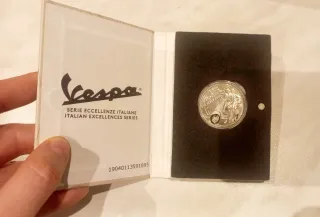 Vespa
SERIE ECCELLENZE ITALIANE
ITALIAN EXCELLENCES SERIES